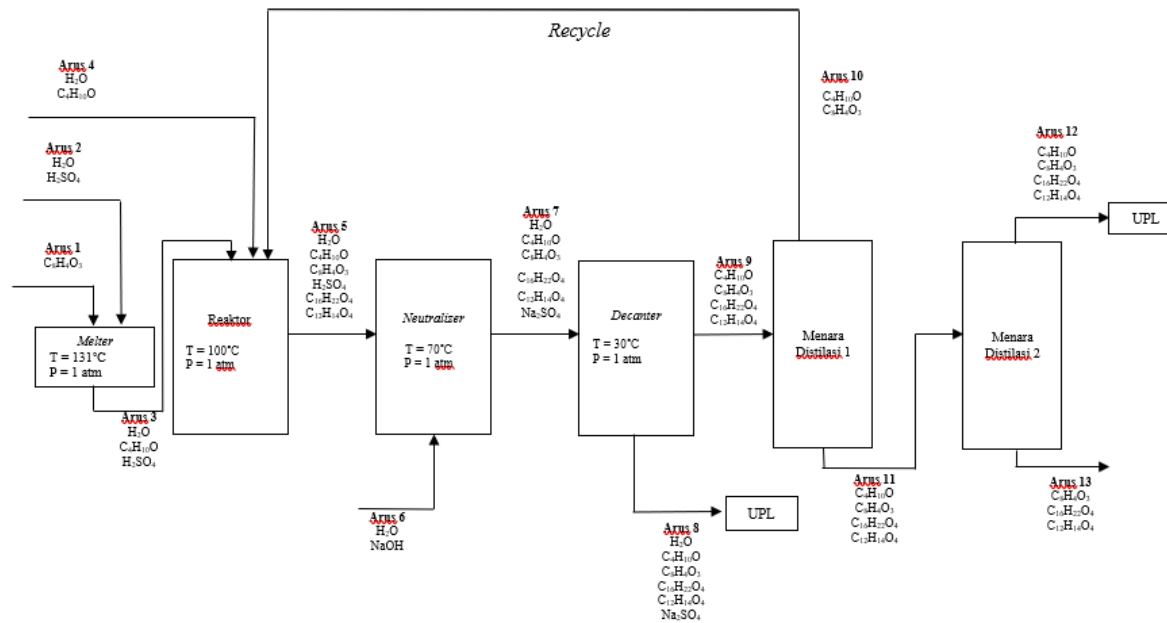 Recycle
Arus 4
H₂O
C₄H₁₀O
Arus 2
H₂O
H₂SO₄
Arus 1
C₈H₄O₃
Melter
T = 131°C
P = 1 atm
Arus 3
H₂O
C₄H₁₀O
H₂SO₄
Reaktor
T = 100°C
P = 1 atm
Arus 5
H₂O
C₄H₁₀O
C₈H₄O₃
H₂SO₄
C₁₆H₂₂O₄
C₁₂H₁₄O₄
Neutraliser
T = 70°C
P = 1 atm
Arus 6
H₂O
NaOH
Arus 7
H₂O
C₄H₁₀O
C₈H₄O₃
C₁₆H₂₂O₄
C₁₂H₁₄O₄
Na₂SO₄
Decanter
T = 30°C
P = 1 atm
Arus 8
H₂O
C₄H₁₀O
C₈H₄O₃
C₁₆H₂₂O₄
C₁₂H₁₄O₄
Na₂SO₄
UPL
Arus 9
C₄H₁₀O
C₈H₄O₃
C₁₆H₂₂O₄
C₁₂H₁₄O₄
Menara
Distilasi 1
Arus 10
C₄H₁₀O
C₈H₄O₃
Arus 11
C₄H₁₀O
C₈H₄O₃
C₁₆H₂₂O₄
C₁₂H₁₄O₄
Menara
Distilasi 2
Arus 12
C₄H₁₀O
C₈H₄O₃
C₁₆H₂₂O₄
C₁₂H₁₄O₄
UPL
Arus 13
C₈H₄O₃
C₁₆H₂₂O₄
C₁₂H₁₄O₄